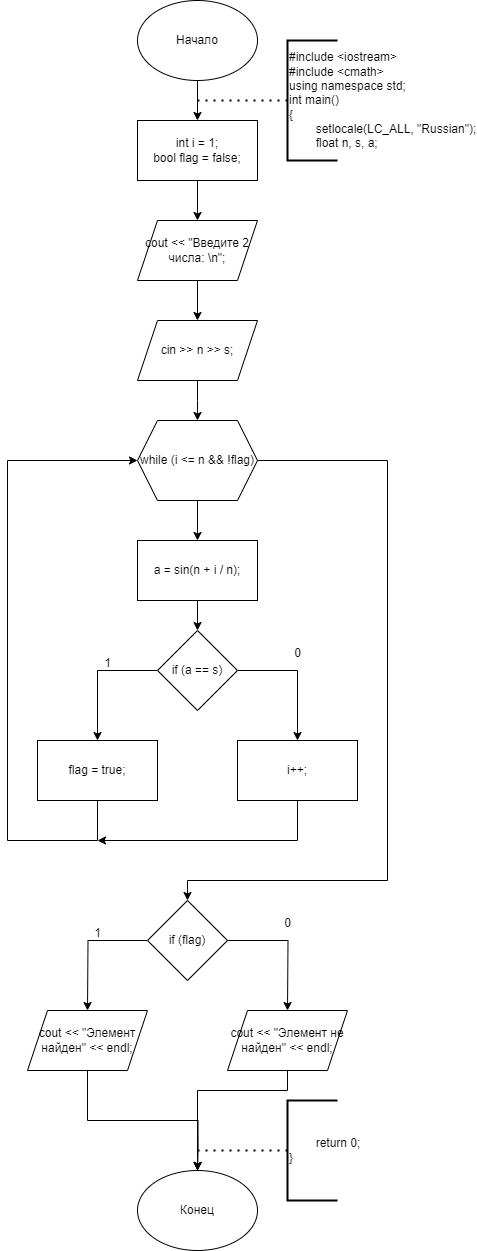 Начало
#include <iostream>
#include <cmath>
using namespace std;
int main()
{
setlocale(LC_ALL, "Russian");
float n, s, a;
int i = 1;
bool flag = false;
cout << "Введите 2
числа: \n";
cin >> n >> s;
while (i <= n && !flag)
a = sin(n + i / n);
if (a == s)
1
0
flag = true;
i++;
if (flag)
1
0
cout << "Элемент
найден" << endl;
cout << "Элемент не
найден" << endl;
return 0;
}
Конец